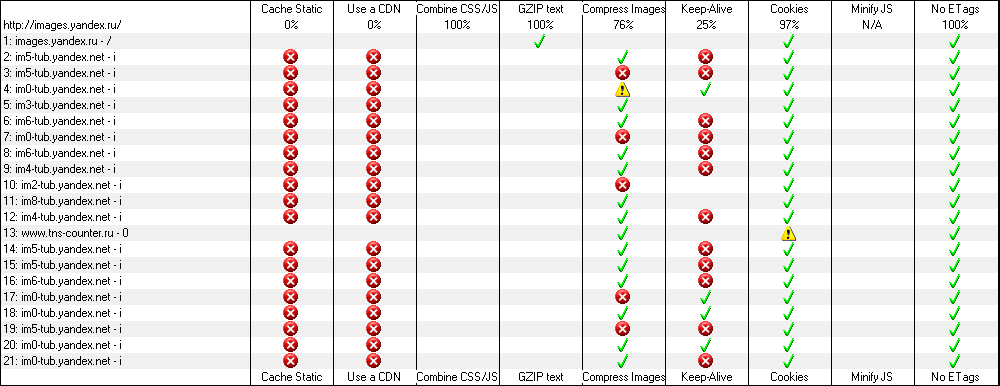 Cache Static Use a CDN Combine CSS/JS GZIP text Compress Images Keep-Alive Cookies Minify JS No ETags
http://images.yandex.ru/ 0% 0% 100% 100% 76% 25% 97% N/A 100%
1: images.yandex.ru - /
2: im5-tub.yandex.net - i
3: im5-tub.yandex.net - i
4: im0-tub.yandex.net - i
5: im3-tub.yandex.net - i
6: im6-tub.yandex.net - i
7: im0-tub.yandex.net - i
8: im6-tub.yandex.net - i
9: im4-tub.yandex.net - i
10: im2-tub.yandex.net - i
11: im8-tub.yandex.net - i
12: im4-tub.yandex.net - i
13: www.tns-counter.ru - 0
14: im5-tub.yandex.net - i
15: im5-tub.yandex.net - i
16: im6-tub.yandex.net - i
17: im0-tub.yandex.net - i
18: im0-tub.yandex.net - i
19: im5-tub.yandex.net - i
20: im0-tub.yandex.net - i
21: im0-tub.yandex.net - i
Cache Static Use a CDN Combine CSS/JS GZIP text Compress Images Keep-Alive Cookies Minify JS No ETags